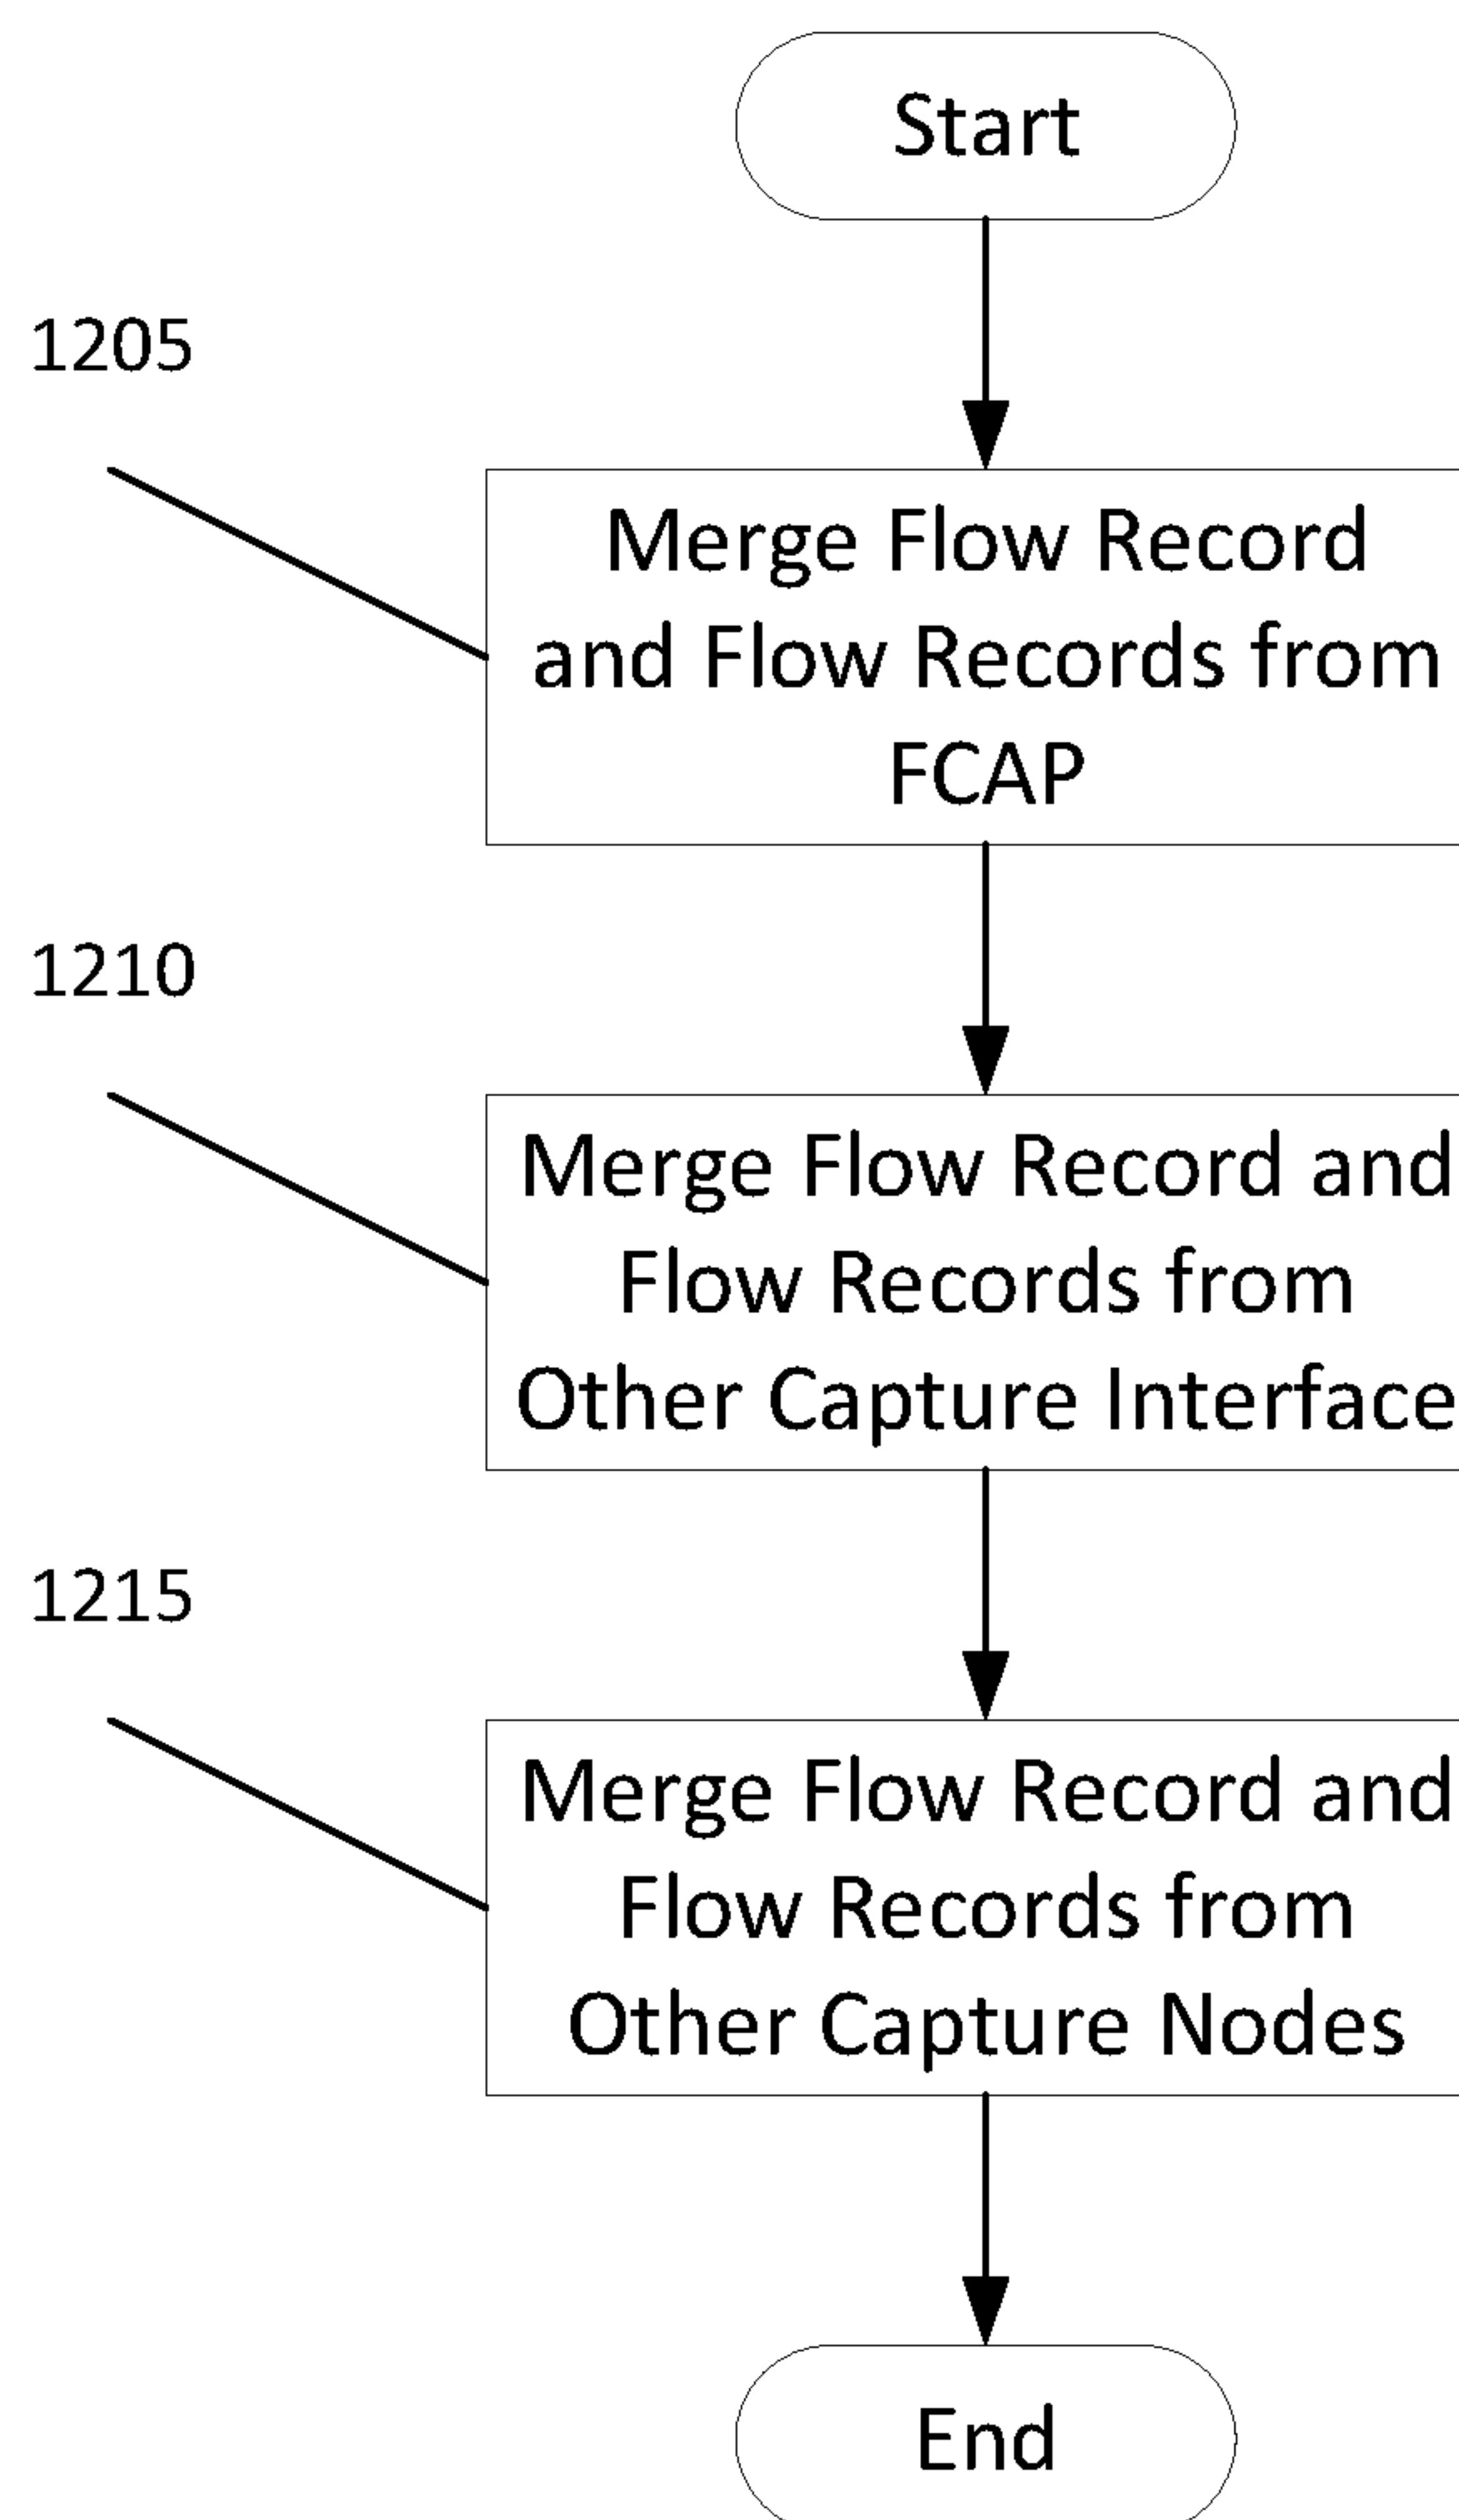 Start
1205
Merge Flow Record
and Flow Records from
FCAP
1210
Merge Flow Record and
Flow Records from
Other Capture Interface
1215
Merge Flow Record and
Flow Records from
Other Capture Nodes
End